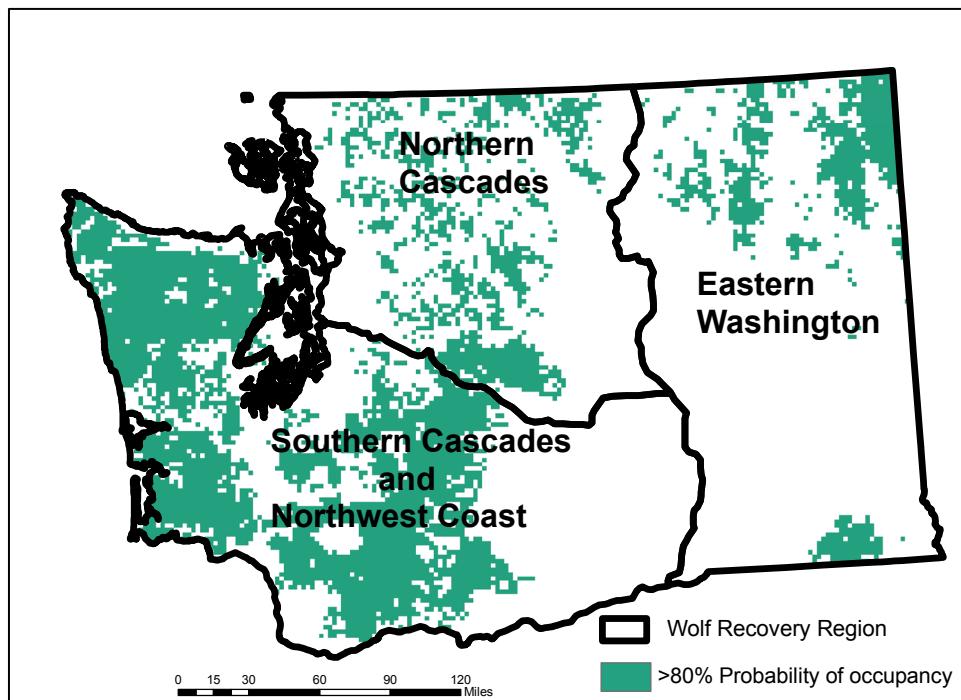 Northern
Cascades
Eastern
Washington
Southern Cascades
and
Northwest Coast
Wolf Recovery Region
>80% Probability of occupancy
0 15 30 60 90 120
Miles